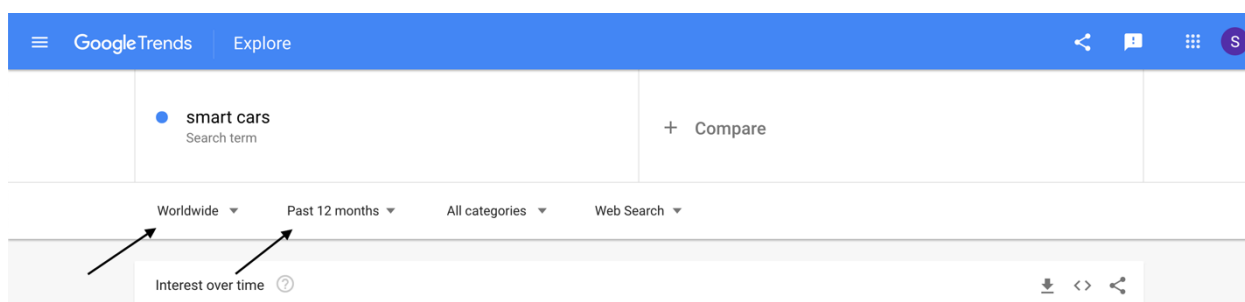 Google Trends Explore S
smart cars
Search term
+ Compare
Worldwide Past 12 months All categories Web Search
Interest over time ?